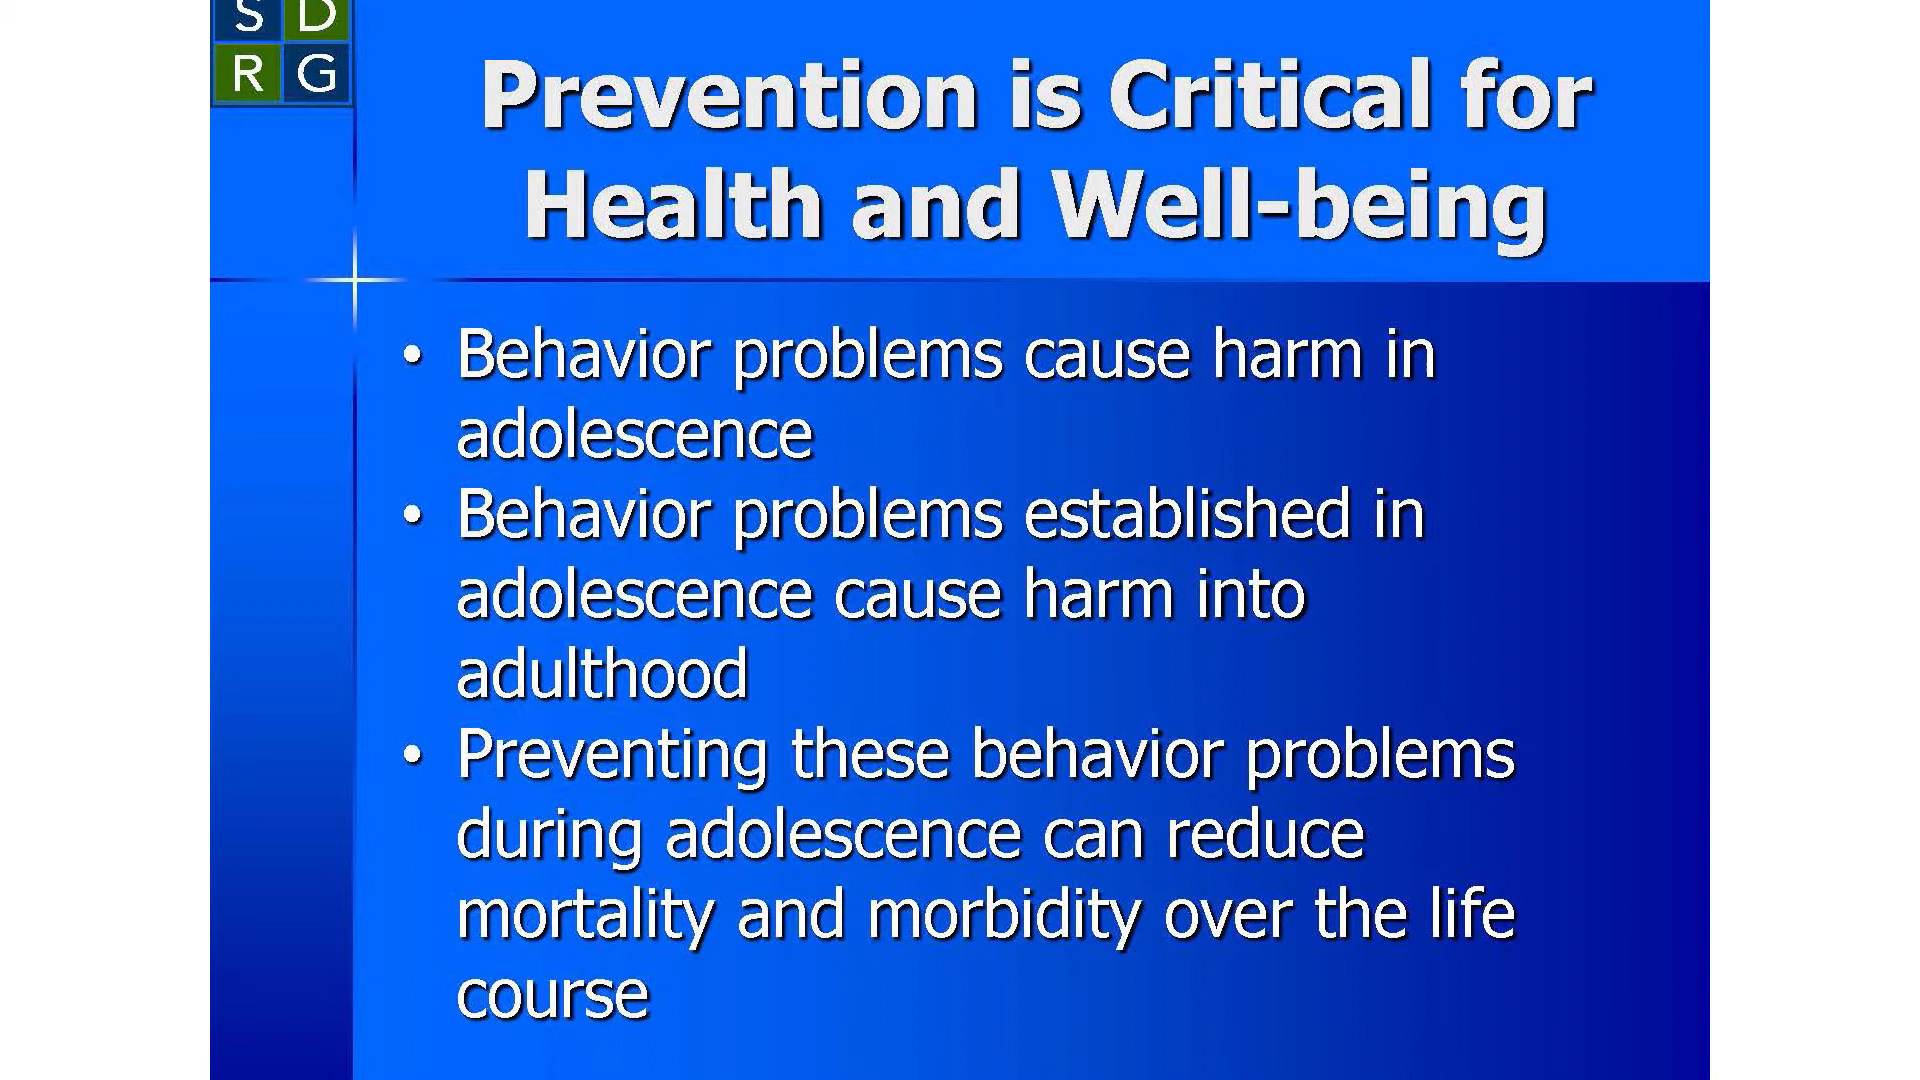 S D
R G
Prevention is Critical for
Health and Well-being
• Behavior problems cause harm in
adolescence
• Behavior problems established in
adolescence cause harm into
adulthood
• Preventing these behavior problems
during adolescence can reduce
mortality and morbidity over the life
course